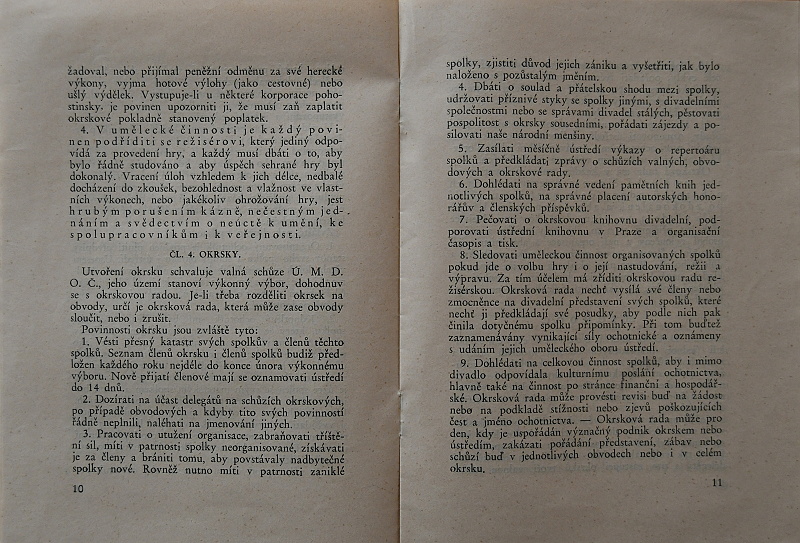 žadoval, nebo přijímal peněžní odměnu za své herecké
výkony, vyjma hotové výlohy (jako cestovné) nebo
ušlý výdělek. Vystupuje-li u některé korporace poho-
stinsky, je povinen upozorniti ji, že musí zaň zaplatit
okrskové pokladně stanovený poplatek.
4. V umělecké činnosti je každý povi-
nen podříditi se režisérovi, který jediný odpo-
vídá za provedení hry, a každý musí dbáti o to, aby
bylo řádně studováno a aby úspěch sehrané hry byl
dokonalý. Vracení úloh vzhledem k jich délce, nedbalé
docházení do zkoušek, bezohlednost a vlažnost ve vlast-
ních výkonech, nebo jakékoliv ohrožování hry, jest
hrubým porušením kázně, nečestným jed-
náním a svědectvím o neúctě k umění, ke
spolupracovníkům i k veřejnosti.
ČL. 4. OKRSKY.
Utvoření okrsku schvaluje valná schůze Ú. M. D.
O. Č., jeho území stanoví výkonný výbor, dohodnuv
se s okrskovou radou. Je-li třeba rozděliti okrsek na
obvody, určí je okrsková rada, která může zase obvody
sloučit, nebo i zrušit.
Povinnosti okrsku jsou zvláště tyto:
1. Vésti přesný katastr svých spolkův a členů těchto
spolků. Seznam členů okrsku i členů spolků budiž před-
ložen každého roku nejdéle do konce února výkonnému
výboru. Nově přijatí členové mají se oznamovati ústředí
do 14 dnů.
2. Dozírati na účast delegátů na schůzích okrskových,
po případě obvodových a kdyby tito svých povinností
řádně neplnili, naléhati na jmenování jiných.
3. Pracovati o utužení organisace, zabraňovati tříště-
ní sil, míti v patrnosti spolky neorganisované, získávati
je za členy a brániti tomu, aby povstávaly nadbytečné
spolky nové. Rovněž nutno míti v patrnosti zaniklé
10
spolky, zjistiti důvod jejich zániku a vyšetřiti, jak bylo
naloženo s pozůstalým jměním.
4. Dbáti o soulad a přátelskou shodu mezi spolky,
udržovati příznivé styky se spolky jinými, s divadelními
společnostmi nebo se správami divadel stálých, pěstovati
pospolitost s okrsky sousedními, pořádati zájezdy a po-
silovati naše národní menšiny.
5. Zasílati měsíčně ústředí výkazy o repertoáru
spolků a předkládati zprávy o schůzích valných, obvo-
dových a okrskové rady.
6. Dohlédati na správné vedení pamětních knih jed-
notlivých spolků, na správné placení autorských hono-
rářův a členských příspěvků.
7. Pečovati o okrskovou knihovnu divadelní, pod-
porovati ústřední knihovnu v Praze a organisační
časopis a tisk.
8. Sledovati uměleckou činnost organisovaných spolků
pokud jde o volbu hry i o její nastudování, režii a
výpravu. Za tím účelem má zříditi okrskovou radu re-
žisérskou. Okrsková rada nechť vysílá své členy nebo
zmocněnce na divadelní představení svých spolků, které
nechť ji předkládají své posudky, aby podle nich pak
činila dotyčnému spolku připomínky. Při tom buďtež
zaznamenávány vynikající síly ochotnické a oznámeny
s udáním jejich uměleckého oboru ústředí.
9. Dohlédati na celkovou činnost spolků, aby i mimo
divadlo odpovídala kulturnímu poslání ochotnictva,
hlavně také na činnost po stránce finanční a hospodář-
ské. Okrsková rada může provésti revisi buď na žádost
nebo na podkladě stížnosti nebo zjevů poškozujících
čest a jméno ochotnictva. — Okrsková rada může pro
den, kdy je uspořádán význačný podnik okrskem nebo
ústředím, zakázati pořádání představení, zábav nebo
schůzí buď v jednotlivých obvodech nebo i v celém
okrsku.
11